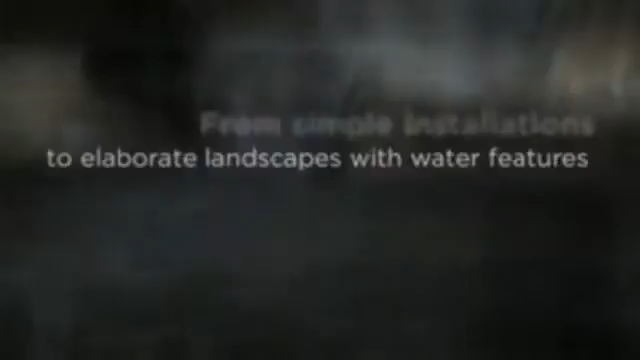 From simple installations
to elaborate landscapes with water features